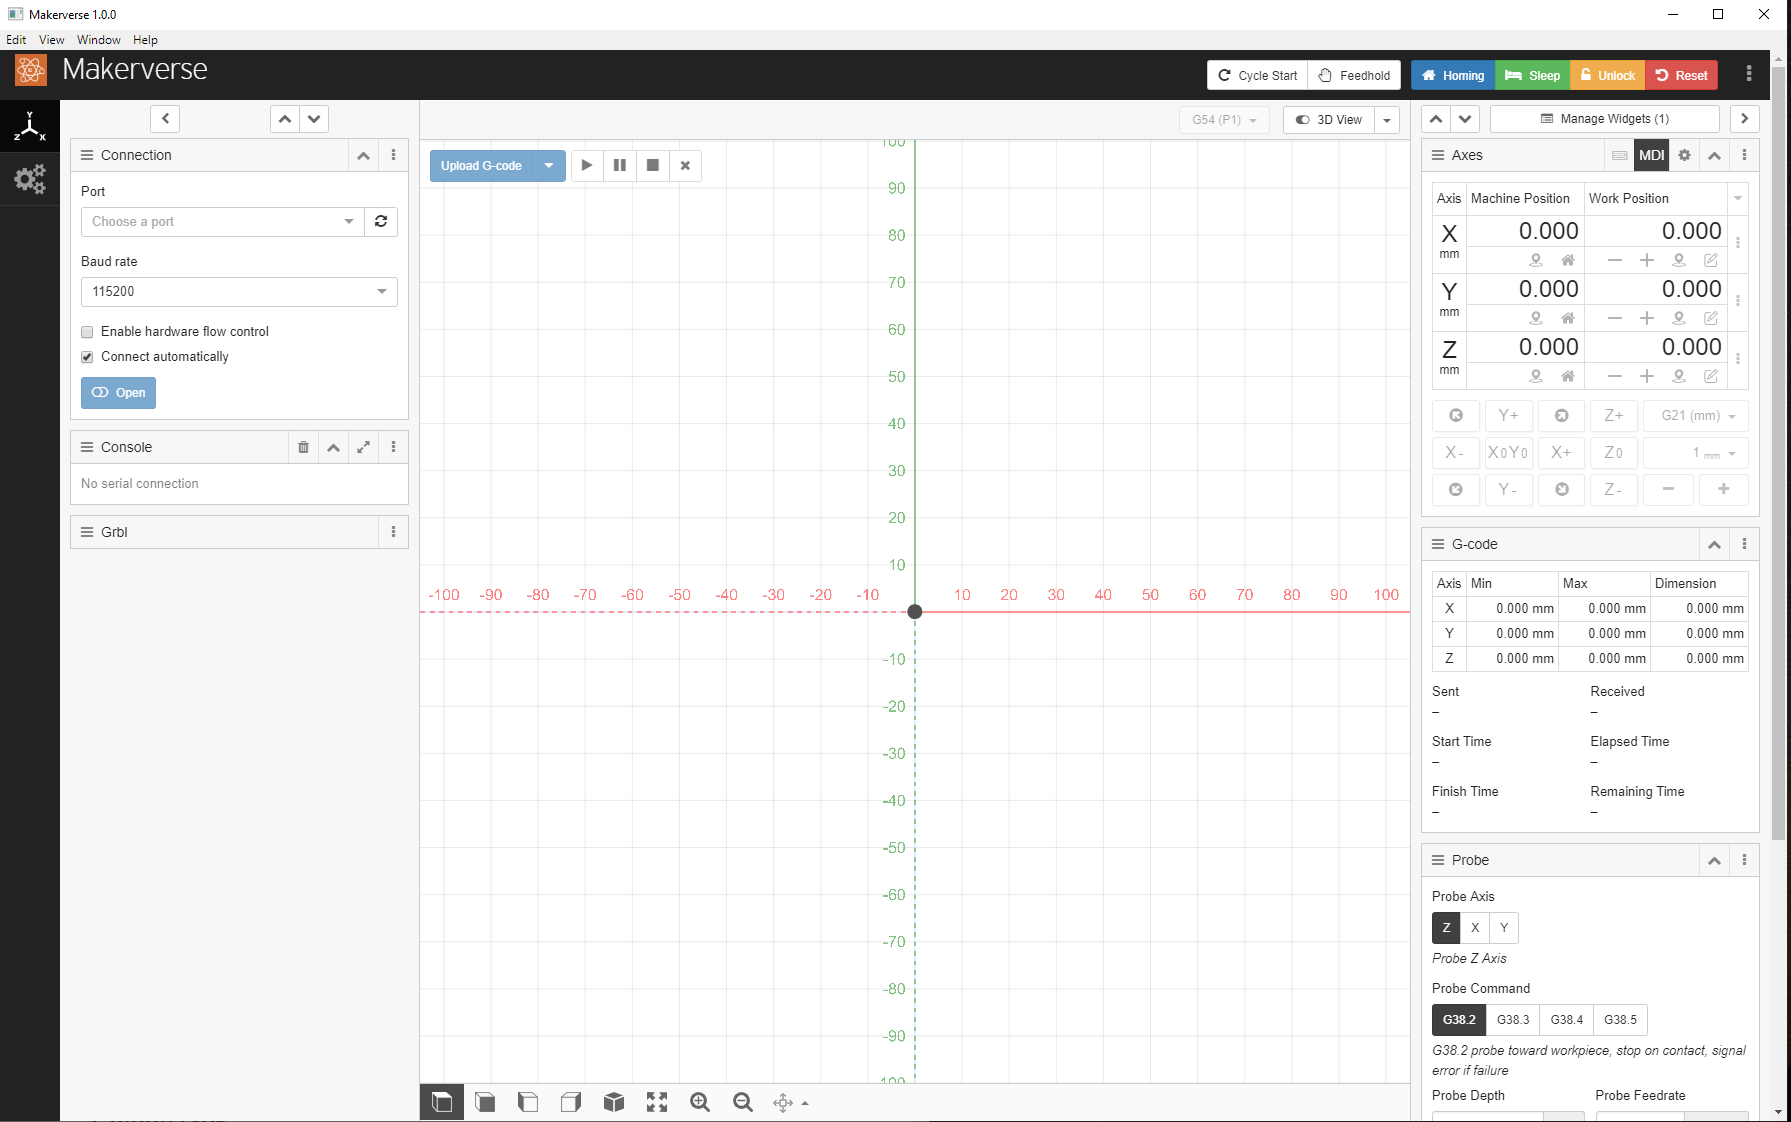 Makerverse 1.0.0
Edit View Window Help
Makerverse
Cycle Start Feedhold Homing Sleep Unlock Reset
G54 (P1) 3D View Manage Widgets (1)
Connection
Port
Choose a port
Baud rate
115200
Enable hardware flow control
Connect automatically
Open
Console
No serial connection
Grbl
Upload G-code
100
90
80
70
60
50
40
30
20
10
-100 -90 -80 -70 -60 -50 -40 -30 -20 -10 10 20 30 40 50 60 70 80 90 100
-10
-20
-30
-40
-50
-60
-70
-80
-90
-100
Axes MDI
Axis Machine Position Work Position
X mm 0.000 0.000
Y mm 0.000 0.000
Z mm 0.000 0.000
Y+ Z+ G21 (mm)
X- X0Y0 X+ Z0 1 mm
Y- Z-
G-code
Axis Min Max Dimension
X 0.000 mm 0.000 mm 0.000 mm
Y 0.000 mm 0.000 mm 0.000 mm
Z 0.000 mm 0.000 mm 0.000 mm
Sent Received
– –
Start Time Elapsed Time
– –
Finish Time Remaining Time
– –
Probe
Probe Axis
Z X Y
Probe Z Axis
Probe Command
G38.2 G38.3 G38.4 G38.5
G38.2 probe toward workpiece, stop on contact, signal
error if failure
Probe Depth Probe Feedrate